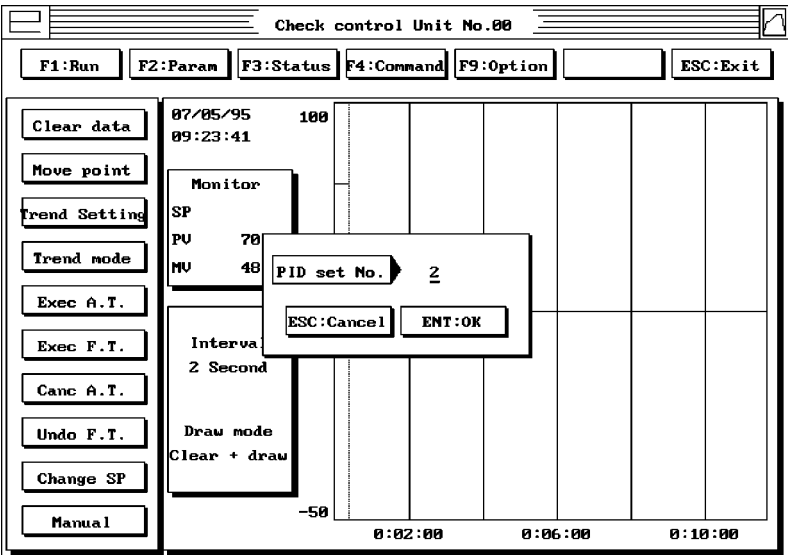 Check control Unit No.00
F1:Run F2:Param F3:Status F4:Command F9:Option ESC:Exit
Clear data
Move point
Trend Setting
Trend mode
Exec A.T.
Exec F.T.
Canc A.T.
Undo F.T.
Change SP
Manual
07/05/95
09:23:41
Monitor
SP
PV 70
MV 48
PID set No. 2
ESC:Cancel ENT:OK
Interva
2 Second
Draw mode
Clear + draw
100
-50
0:02:00 0:06:00 0:10:00